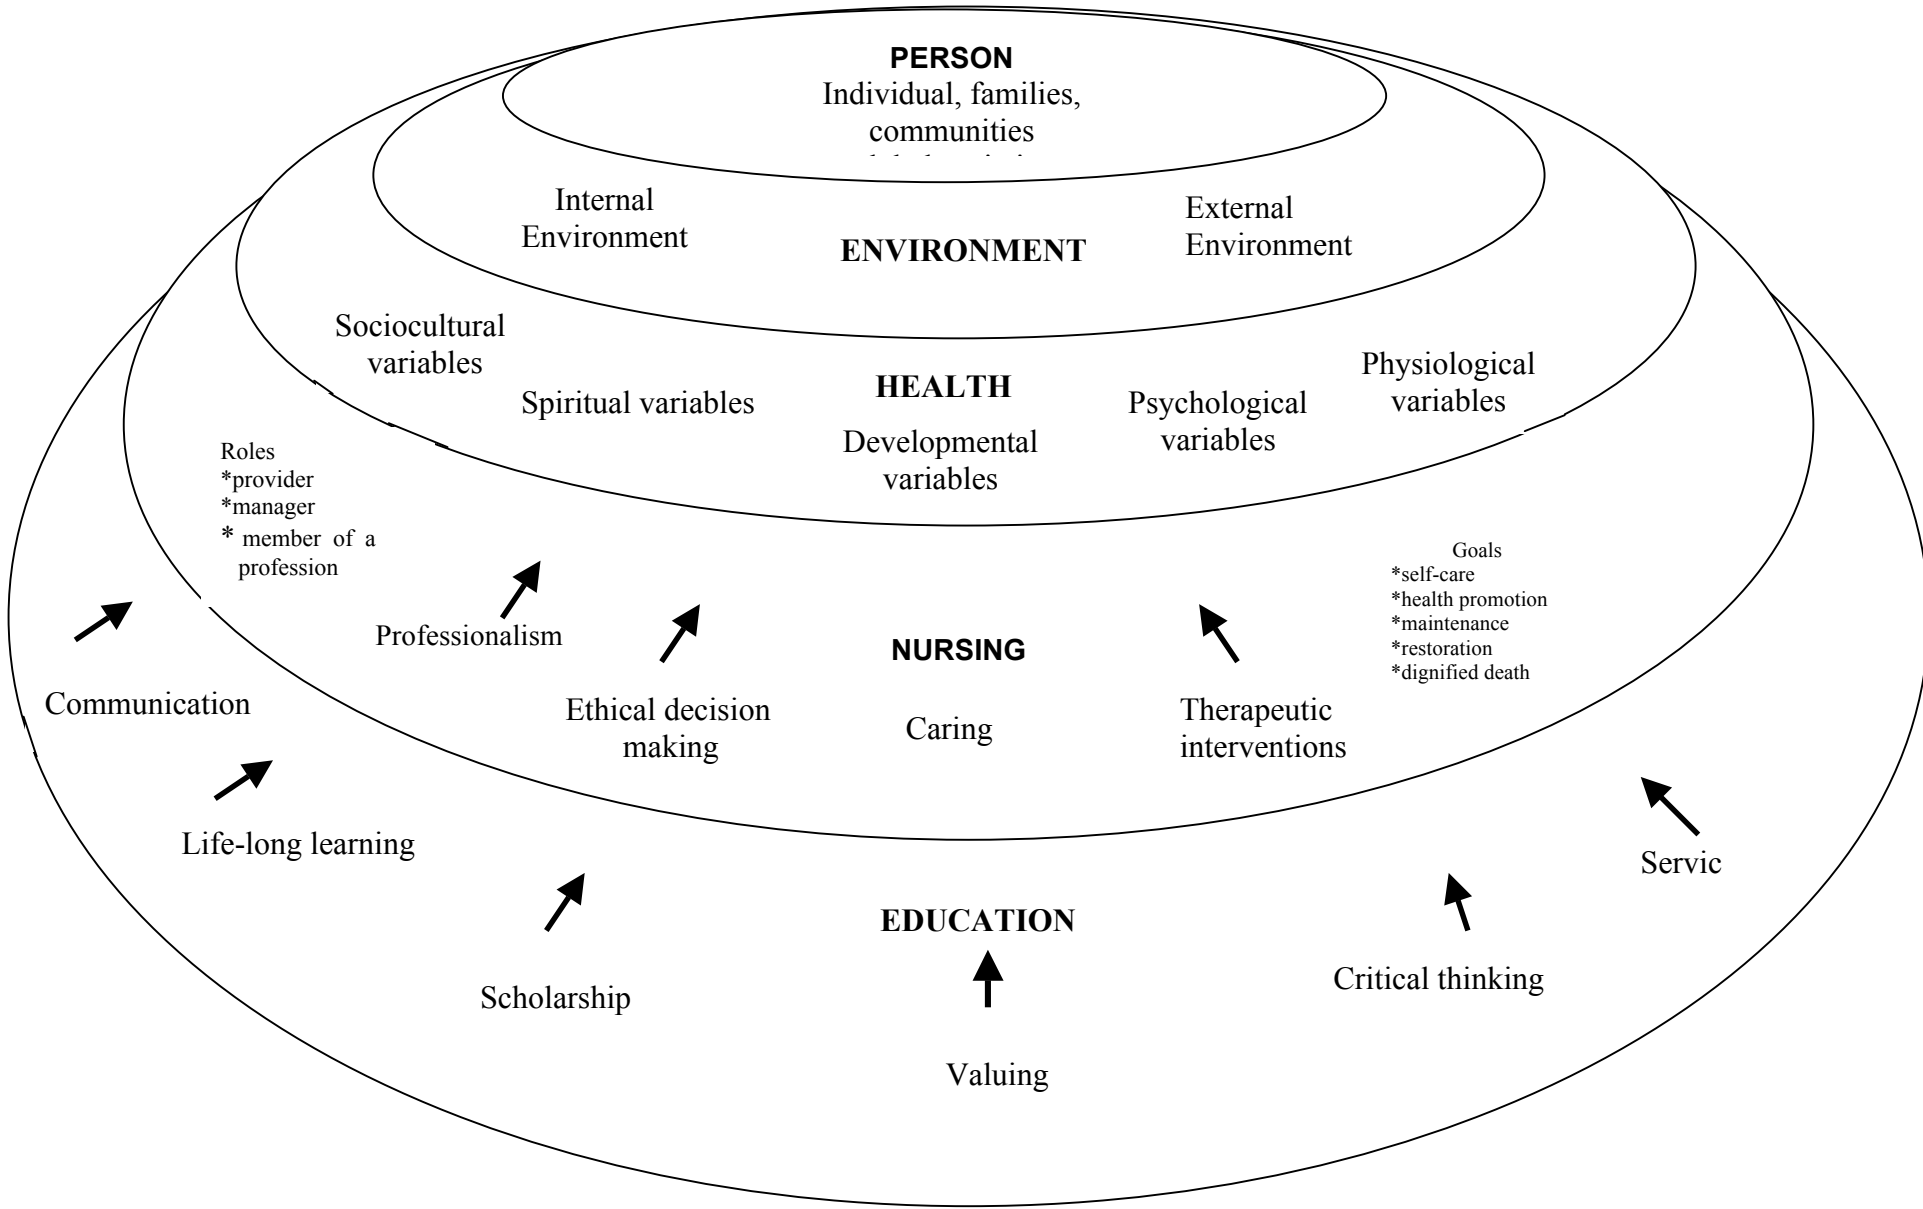 PERSON
Individual, families,
communities
Internal
Environment
External
Environment
ENVIRONMENT
Sociocultural
variables
Spiritual variables
HEALTH
Developmental
variables
Psychological
variables
Physiological
variables
Roles
*provider
*manager
* member of a
profession
Goals
*self-care
*health promotion
*maintenance
*restoration
*dignified death
Professionalism
NURSING
Communication
Ethical decision
making
Caring
Therapeutic
interventions
Life-long learning
Servic
EDUCATION
Scholarship
Critical thinking
Valuing